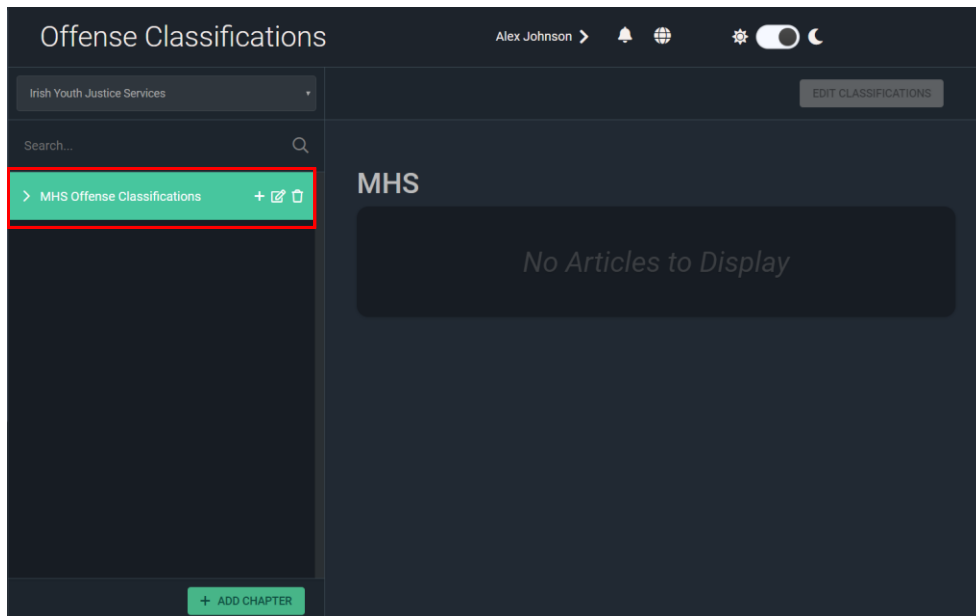 Offense Classifications
Alex Johnson
Irish Youth Justice Services
EDIT CLASSIFICATIONS
Search...
MHS Offense Classifications
MHS
No Articles to Display
+ ADD CHAPTER